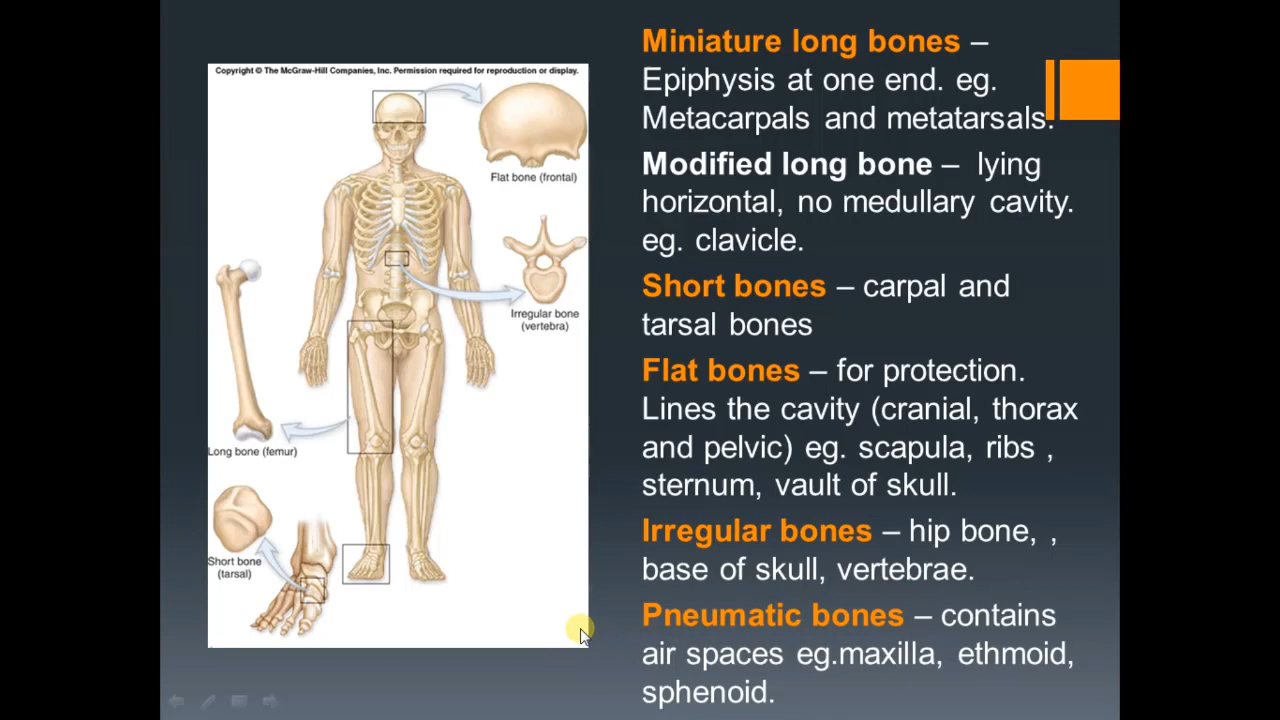 Copyright © The McGraw-Hill Companies, Inc. Permission required for reproduction or display.
Flat bone (frontal)
Irregular bone
(vertebra)
Long bone (femur)
Short bone
(tarsal)
Miniature long bones –
Epiphysis at one end. eg.
Metacarpals and metatarsals.
Modified long bone – lying
horizontal, no medullary cavity.
eg. clavicle.
Short bones – carpal and
tarsal bones
Flat bones – for protection.
Lines the cavity (cranial, thorax
and pelvic) eg. scapula, ribs ,
sternum, vault of skull.
Irregular bones – hip bone, ,
base of skull, vertebrae.
Pneumatic bones – contains
air spaces eg.maxilla, ethmoid,
sphenoid.